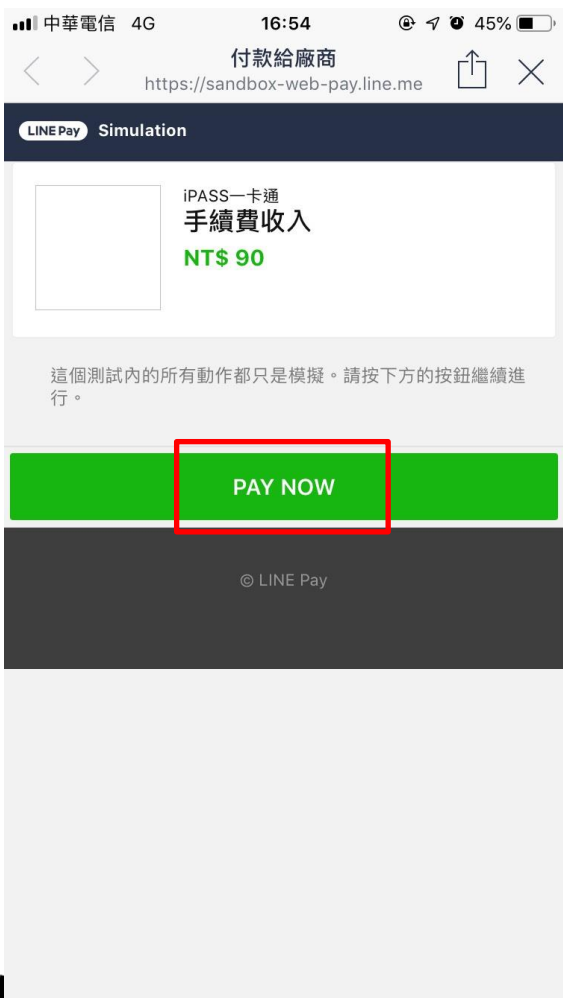 中華電信 4G 16:54 45%
付款給廠商
https://sandbox-web-pay.line.me
LINE Pay Simulation
iPASS一卡通
手續費收入
NT$ 90
這個測試內的所有動作都只是模擬。請按下方的按鈕繼續進
行。
PAY NOW
© LINE Pay